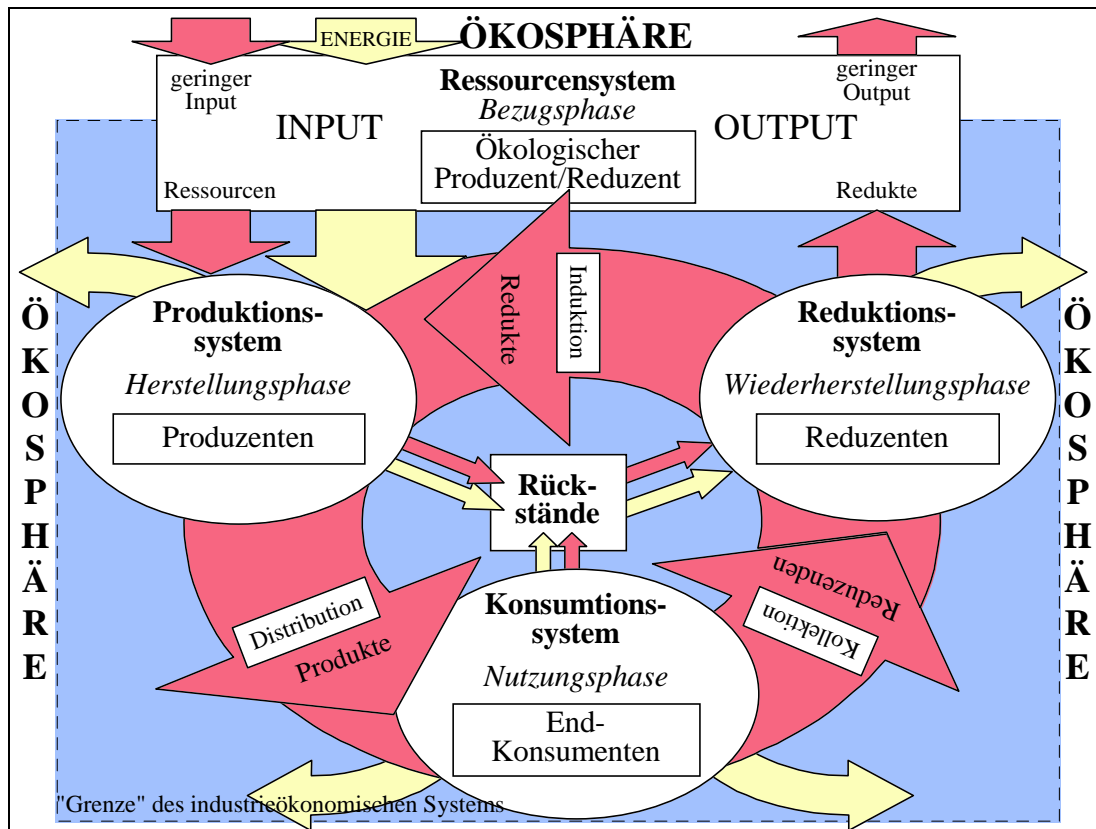 ENERGIE
ÖKOSPHÄRE
geringer
Input
Ressourcensystem
Bezugsphase
geringer
Output
INPUT
OUTPUT
Ökologischer
Produzent/Reduzent
Ressourcen
Redukte
Redukte
Induktion
ÖKOSPHÄRE
Produktions-
system
Herstellungsphase
Produzenten
Reduktions-
system
Wiederherstellungsphase
Reduzenten
ÖKOSPHÄRE
Rück-
stände
Distribution
Produkte
Konsumtions-
system
Nutzungsphase
End-
Konsumenten
Reduzenden
Kollektion
"Grenze" des industrieökonomischen Systems